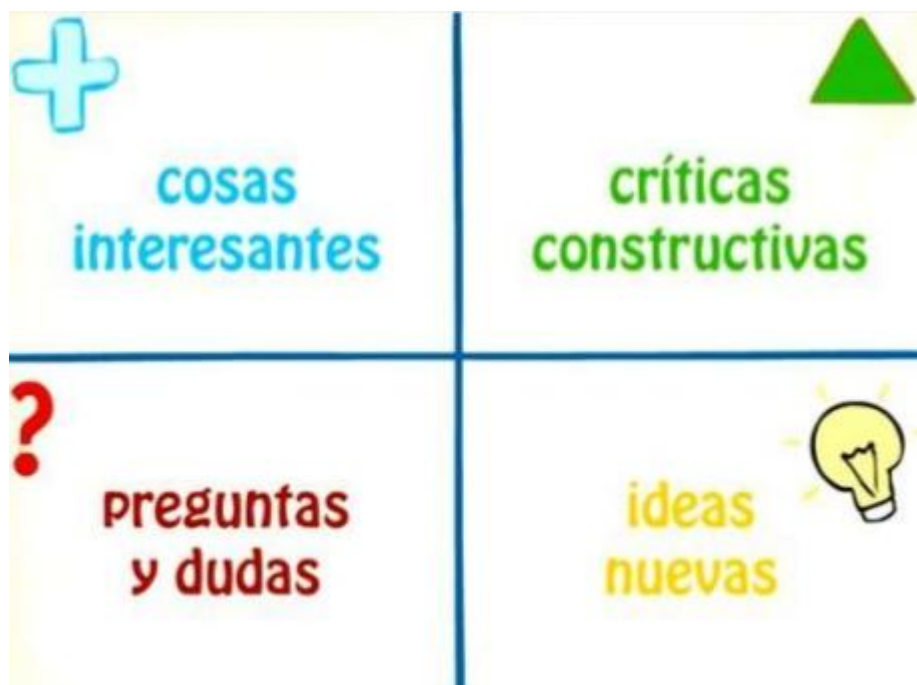 cosas
interesantes
críticas
constructivas
?
preguntas
y dudas
ideas
nuevas